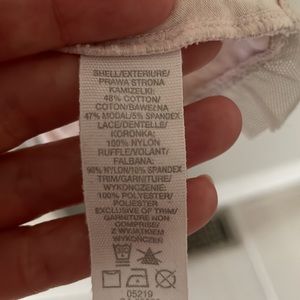 SHELL/EXTERIEUR/
PRAWA STRONA
KAMIZELKI:
48% COTTON/
COTON/BAWEŁNA
47% MODAL/5% SPANDEX
LACE/DENTELLE/
KORONKA:
100% NYLON
RUFFLE/VOLANT/
FALBANA:
90% NYLON/10% SPANDEX
TRIM/GARNITURE/
WYKOŃCZENIE:
100% POLYESTER/
POLIESTER
EXCLUSIVE OF TRIM/
GARNITURE NON
COMPRISE/
Z WYJĄTKIEM
WYKOŃCZEŃ
05219